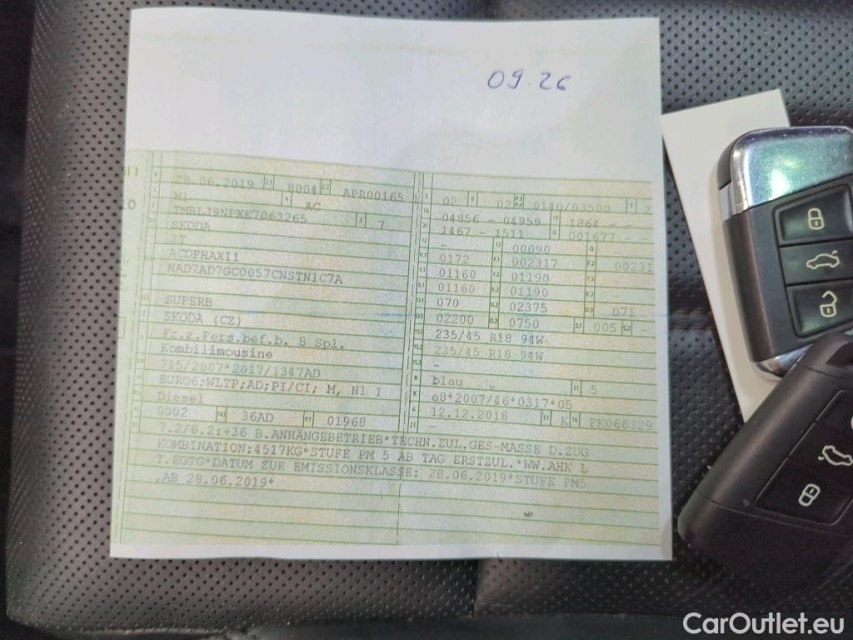 09.26
28.06.2019 8004 APR00165 02 02 0140/03500
M1 AC 04856 - 04959 1864 - -
TMBLJ9NPXK7063265 7 1467 - 1511 001677 - -
SKODA - 00090
3T 0172 002317 00231
ACDFHAX11 01160 01190
NAD7AD7GC0057CNSTN1C7A 01160 01190
070 02375 071
SUPERB 02200 0750 005 -
SKODA (CZ) 235/45 R18 94W
Fz.z.Pers.bef.b. 8 Spl. 235/45 R18 94W
Kombilimousine -
715/2007*2017/1347AD blau - 5
EURO6;WLTP;AD;PI/CI; M, N1 I e8*2007/46*0317*05
Diesel 12.12.2018 K PK066329
0002 36AD 01968
7.2/8.2:*36 B.ANHÄNGEBETRIEB*TECHN.ZUL.GES-MASSE D.ZUG
KOMBINATION:4517KG*STUFE PM 5 AB TAG ERSTZUL.*WW.AHK L
T.EGTG*DATUM ZUR EMISSIONSKLASSE: 28.06.2019*STUFE PM5
,AB 28.06.2019*
CarOutlet.eu